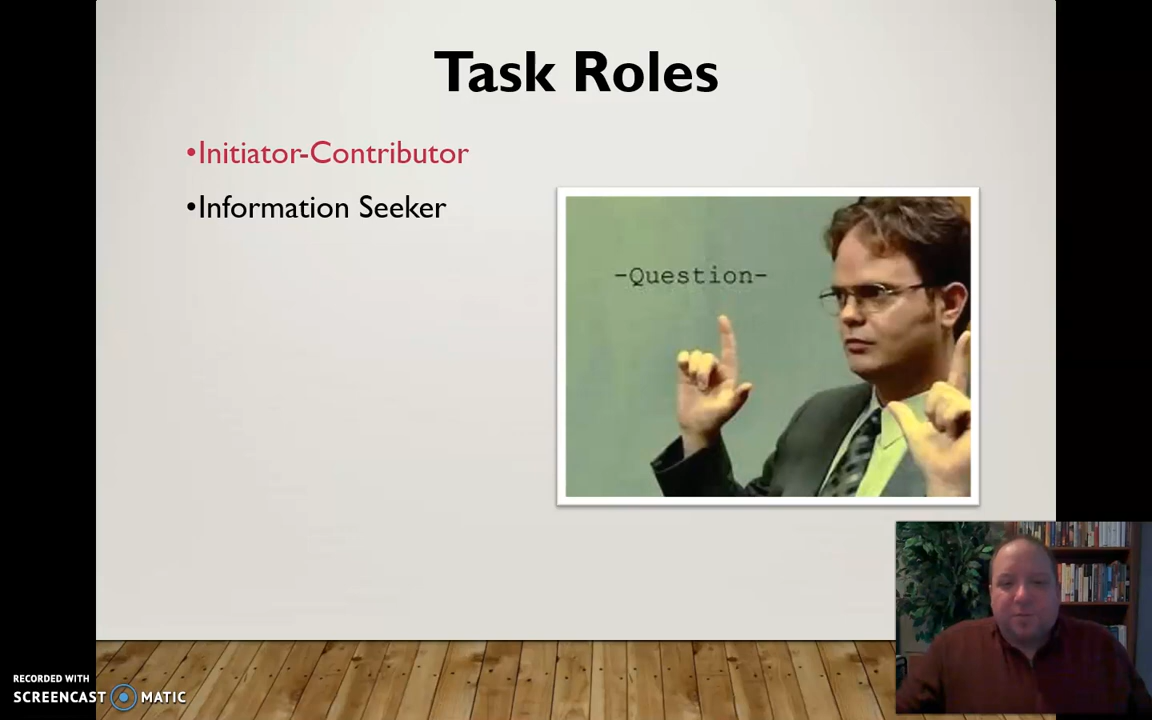 Task Roles
•Initiator-Contributor
•Information Seeker
-Question-
RECORDED WITH
SCREENCAST MATIC